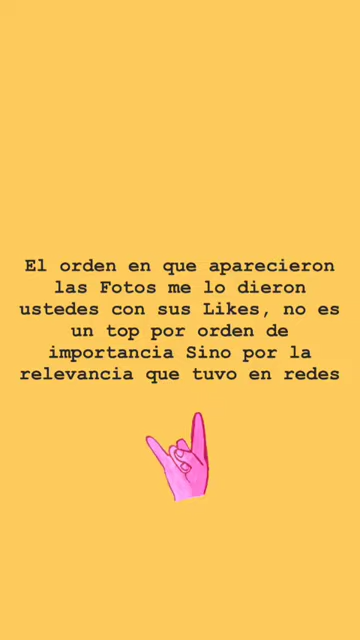 El orden en que aparecieron
las Fotos me lo dieron
ustedes con sus Likes, no es
un top por orden de
importancia Sino por la
relevancia que tuvo en redes